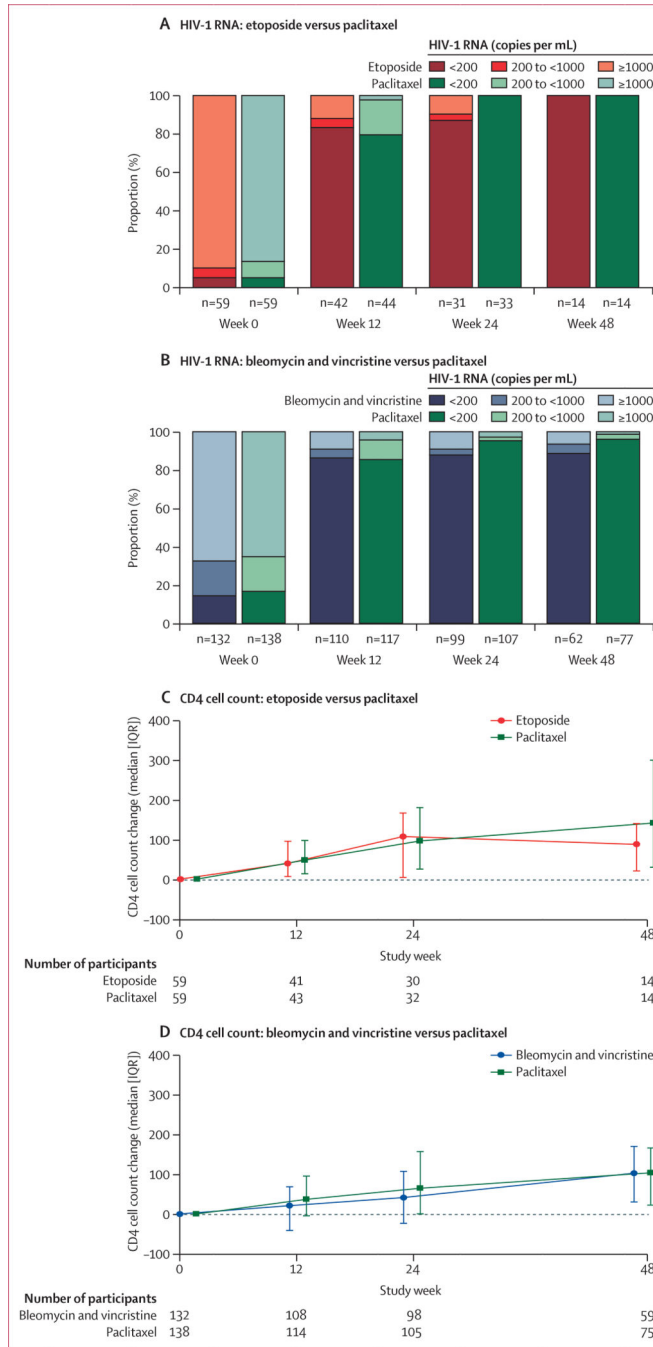 A HIV-1 RNA: etoposide versus paclitaxel
HIV-1 RNA (copies per mL)
Etoposide <200 200 to <1000 ≥1000
Paclitaxel <200 200 to <1000 ≥1000
Proportion (%)
100
80
60
40
20
0
n=59 n=59 n=42 n=44 n=31 n=33 n=14 n=14
Week 0 Week 12 Week 24 Week 48
B HIV-1 RNA: bleomycin and vincristine versus paclitaxel
HIV-1 RNA (copies per mL)
Bleomycin and vincristine <200 200 to <1000 ≥1000
Paclitaxel <200 200 to <1000 ≥1000
Proportion (%)
100
80
60
40
20
0
n=132 n=138 n=110 n=117 n=99 n=107 n=62 n=77
Week 0 Week 12 Week 24 Week 48
C CD4 cell count: etoposide versus paclitaxel
Etoposide
Paclitaxel
CD4 cell count change (median [IQR])
400
300
200
100
0
–100
0 12 24 48
Study week
Number of participants
Etoposide 59 41 30 14
Paclitaxel 59 43 32 14
D CD4 cell count: bleomycin and vincristine versus paclitaxel
Bleomycin and vincristine
Paclitaxel
CD4 cell count change (median [IQR])
400
300
200
100
0
–100
0 12 24 48
Study week
Number of participants
Bleomycin and vincristine 132 108 98 59
Paclitaxel 138 114 105 75